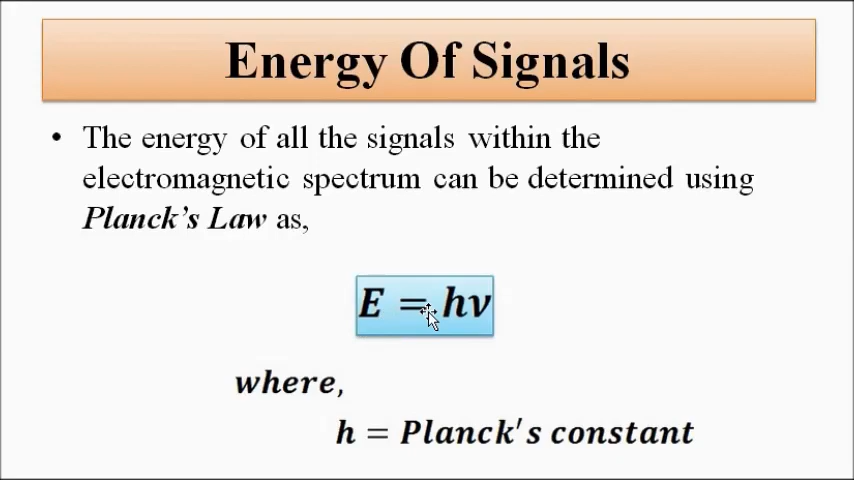 Energy Of Signals
• The energy of all the signals within the
electromagnetic spectrum can be determined using
Planck's Law as,
E = hν
where,
h = Planck's constant